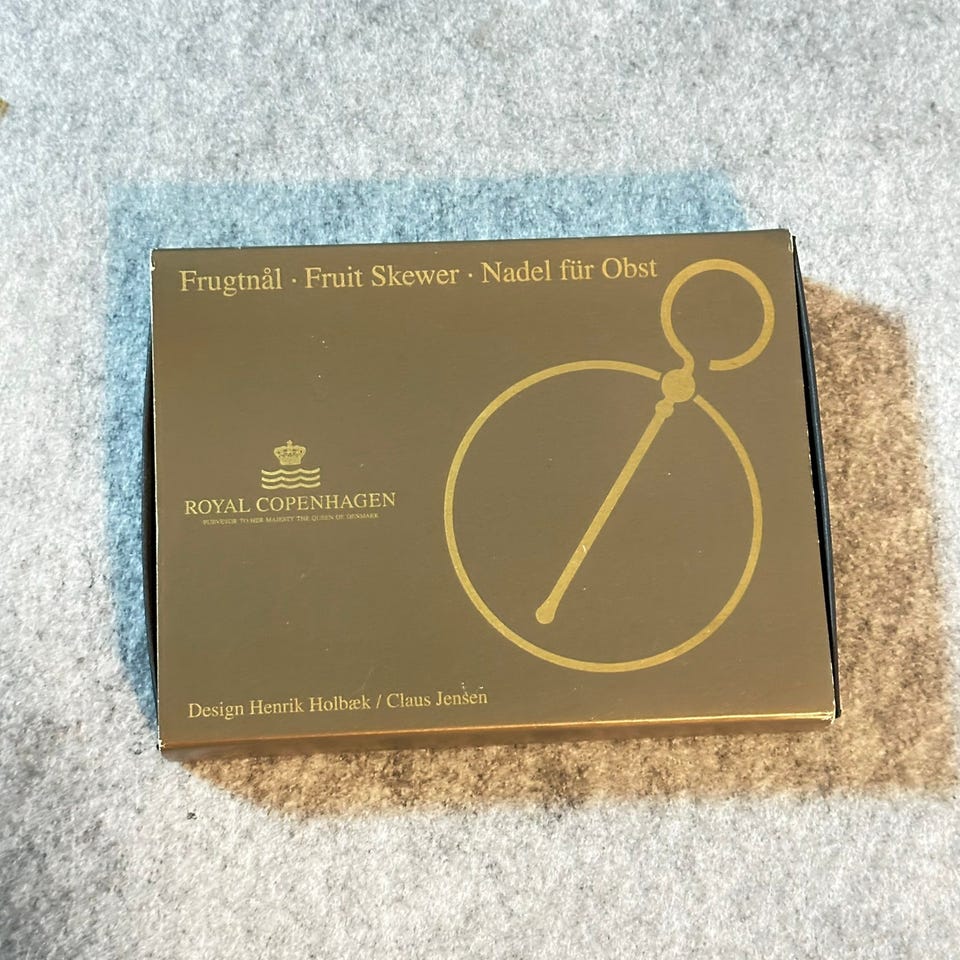 Frugtnål · Fruit Skewer · Nadel für Obst
ROYAL COPENHAGEN
PURVEYOR TO HER MAJESTY THE QUEEN OF DENMARK
Design Henrik Holbæk / Claus Jensen